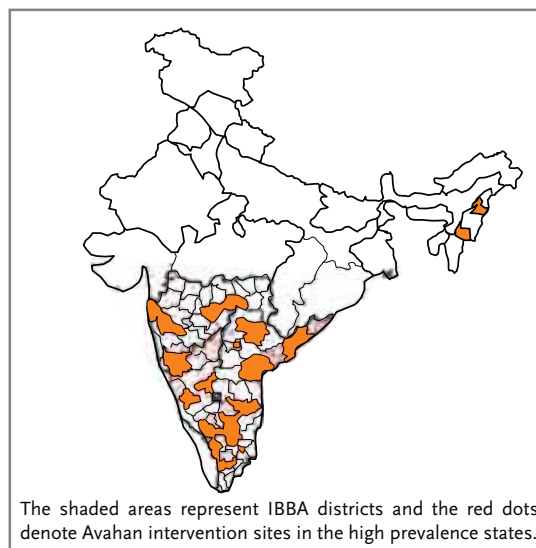 The shaded areas represent IBBA districts and the red dots
denote Avahan intervention sites in the high prevalence states.